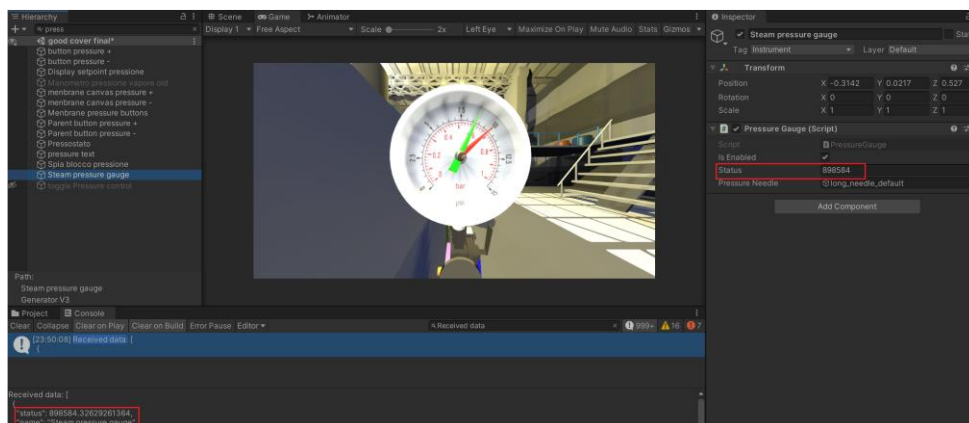 Hierarchy
press
good cover final*
button pressure +
button pressure -
Display setpoint pressione
Manometro pressione vapore old
menbrane canvas pressure +
menbrane canvas pressure -
Menbrane pressure buttons
Parent button pressure +
Parent button pressure -
Pressostato
pressure text
Spia blocco pressione
Steam pressure gauge
toggle Pressure control
Path:
Steam pressure gauge
Generator V3
Scene Game Animator
Display 1 Free Aspect Scale 2x Left Eye Maximize On Play Mute Audio Stats Gizmos
0.2
0.4
0.8
1
bar
psi
Inspector
Steam pressure gauge
Tag Instrument Layer Default
Transform
Position X -0.3142 Y 0.0217 Z 0.527
Rotation X 0 Y 0 Z 0
Scale X 1 Y 1 Z 1
Pressure Gauge (Script)
Script PressureGauge
Is Enabled
Status 898584
Pressure Needle long_needle_default
Add Component
Project Console
Clear Collapse Clear on Play Clear on Build Error Pause Editor Received data 999+ 16 7
[23:50:08] Received data: [
{
Received data: [
{
"status": 898584.32629261364,
"name": "Steam pressure gauge"